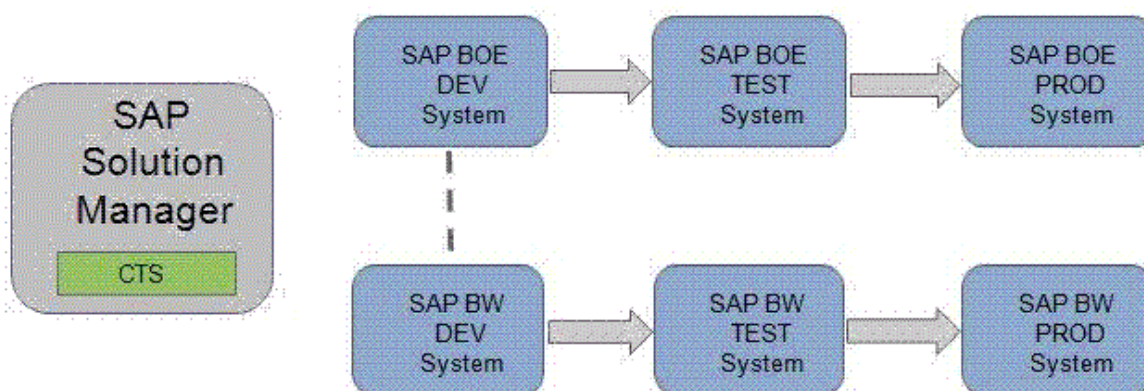 SAP
Solution
Manager
CTS
SAP BOE
DEV
System
SAP BOE
TEST
System
SAP BOE
PROD
System
SAP BW
DEV
System
SAP BW
TEST
System
SAP BW
PROD
System